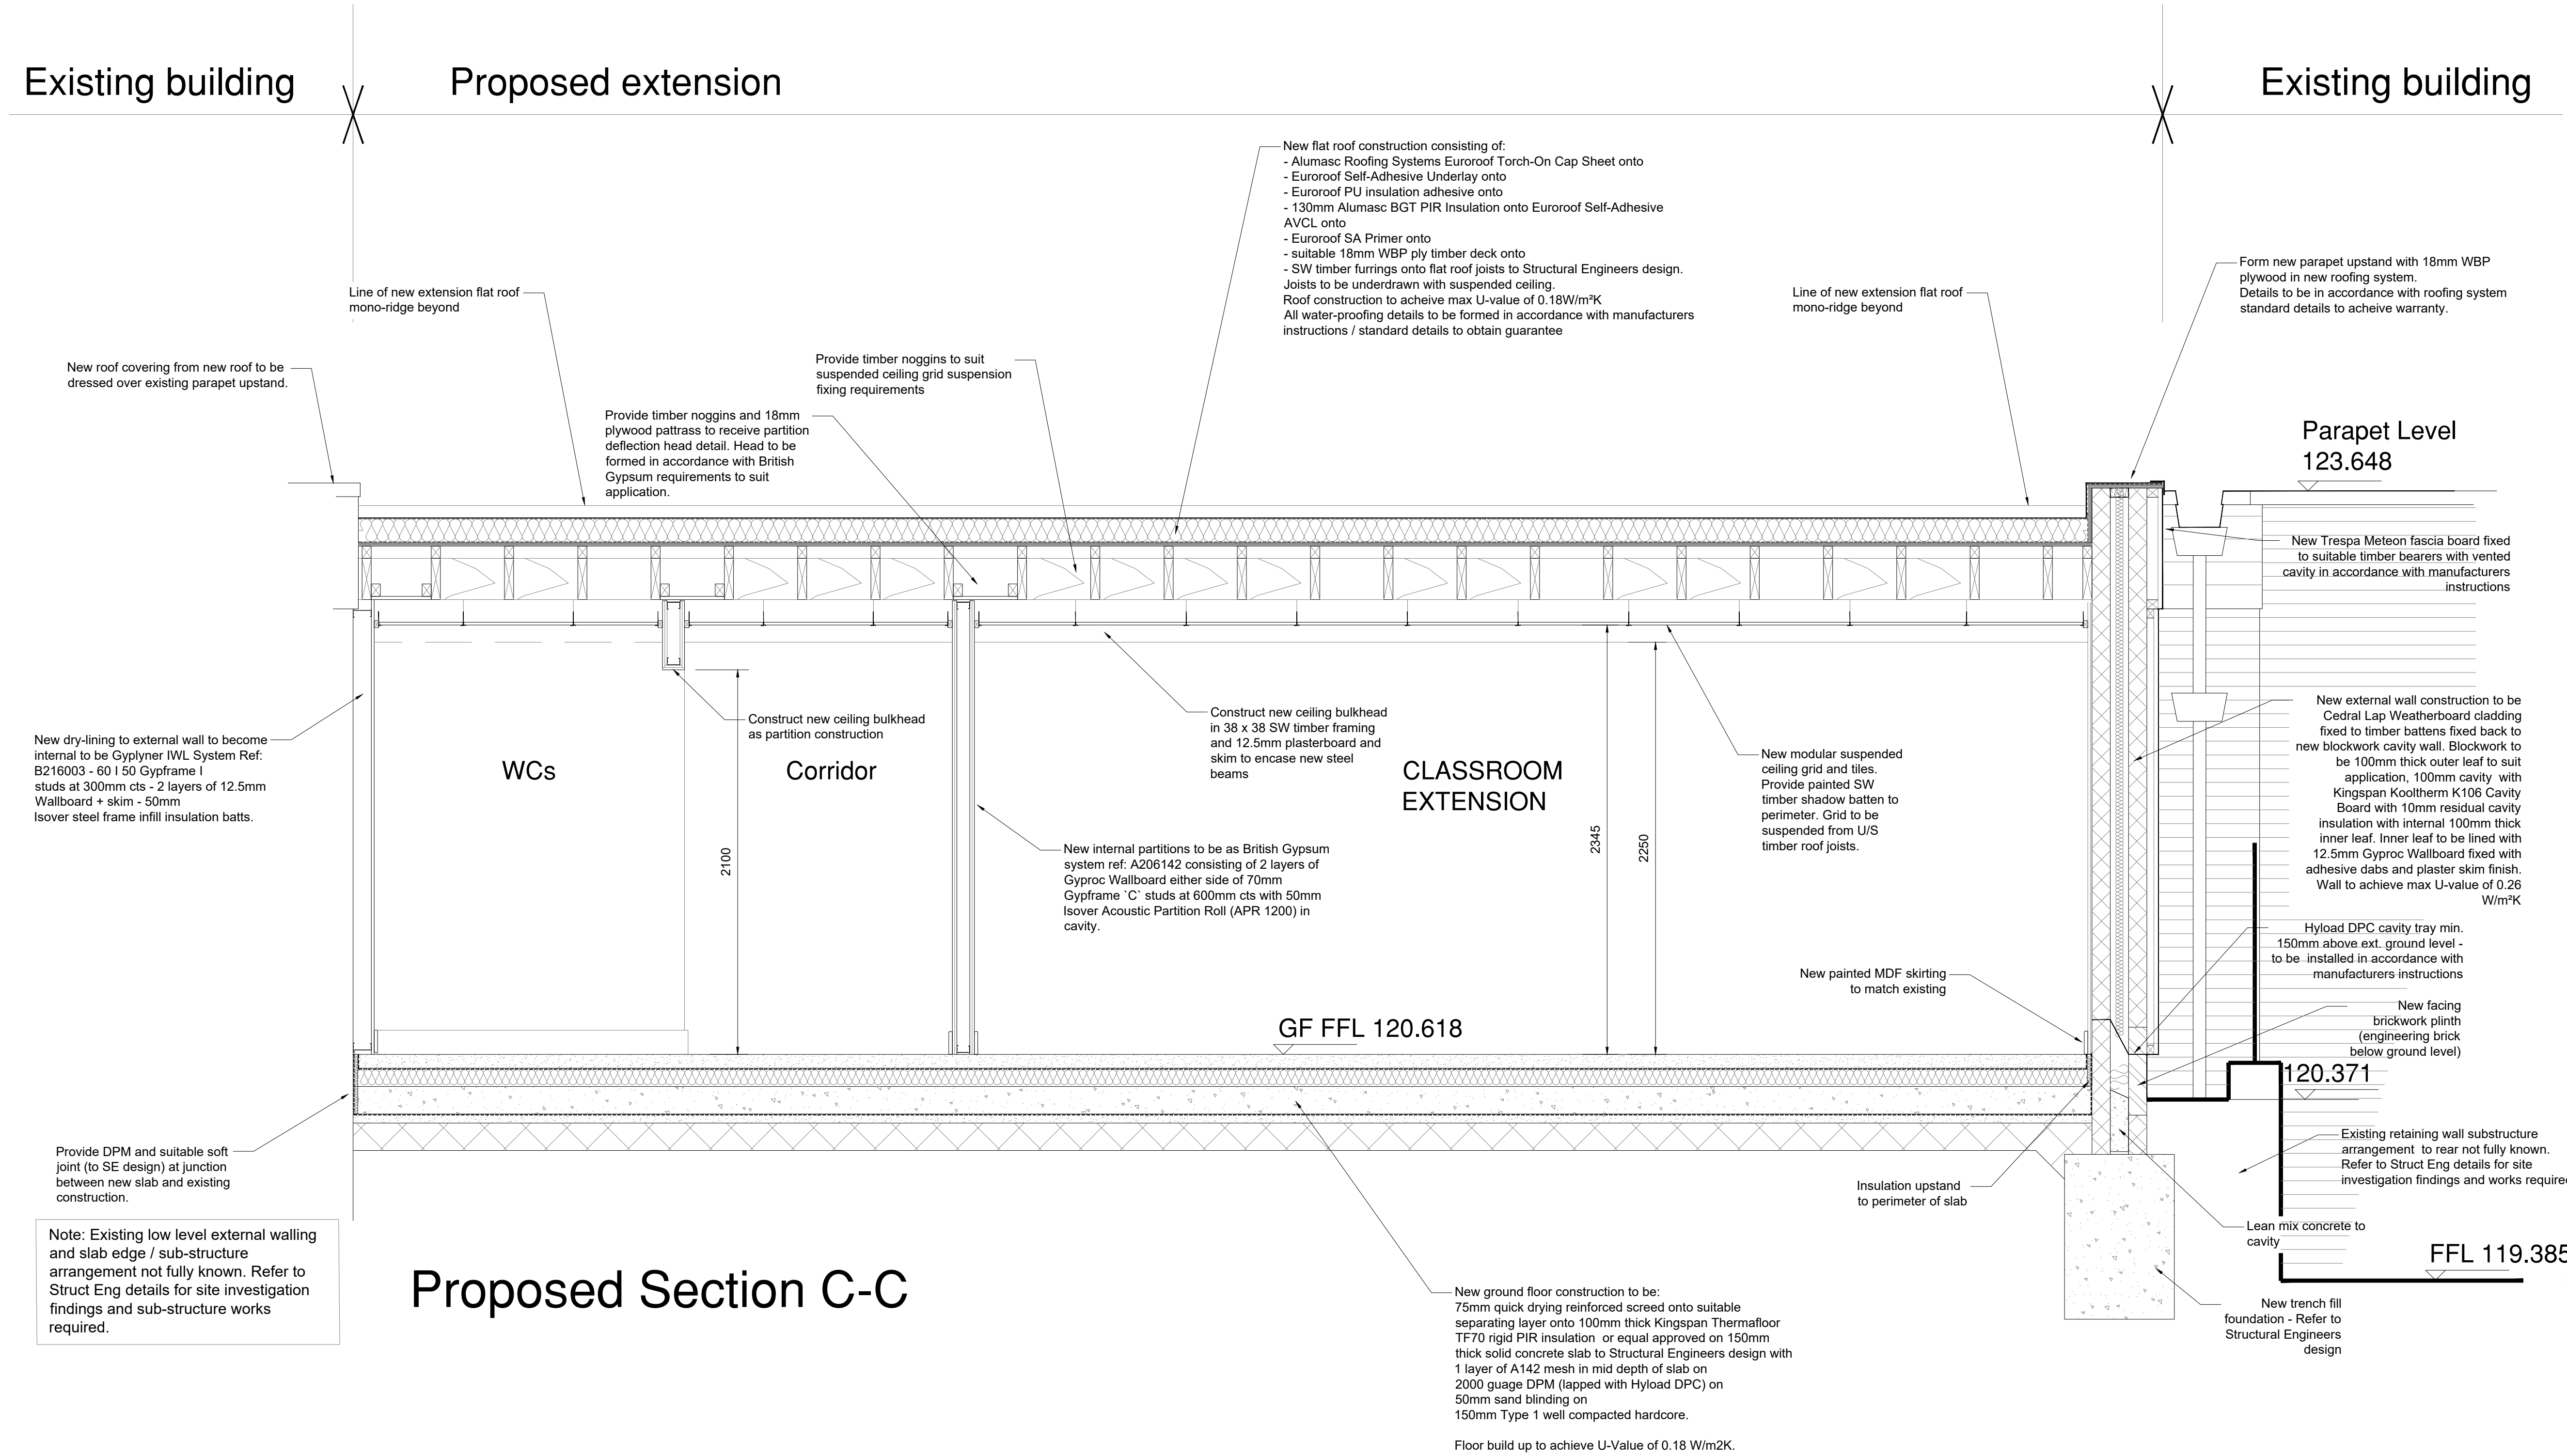 Existing building
Proposed extension
Existing building
New flat roof construction consisting of:
- Alumasc Roofing Systems Euroroof Torch-On Cap Sheet onto
- Euroroof Self-Adhesive Underlay onto
- Euroroof PU insulation adhesive onto
- 130mm Alumasc BGT PIR Insulation onto Euroroof Self-Adhesive
AVCL onto
- Euroroof SA Primer onto
- suitable 18mm WBP ply timber deck onto
- SW timber furrings onto flat roof joists to Structural Engineers design.
Joists to be underdrawn with suspended ceiling.
Roof construction to acheive max U-value of 0.18W/m²K
All water-proofing details to be formed in accordance with manufacturers
instructions / standard details to obtain guarantee
Form new parapet upstand with 18mm WBP
plywood in new roofing system.
Details to be in accordance with roofing system
standard details to acheive warranty.
Line of new extension flat roof
mono-ridge beyond
Line of new extension flat roof
mono-ridge beyond
New roof covering from new roof to be
dressed over existing parapet upstand.
Provide timber noggins to suit
suspended ceiling grid suspension
fixing requirements
Provide timber noggins and 18mm
plywood pattrass to receive partition
deflection head detail. Head to be
formed in accordance with British
Gypsum requirements to suit
application.
Parapet Level
123.648
New Trespa Meteon fascia board fixed
to suitable timber bearers with vented
cavity in accordance with manufacturers
instructions
New dry-lining to external wall to become
internal to be Gyplyner IWL System Ref:
B216003 - 60 I 50 Gypframe I
studs at 300mm cts - 2 layers of 12.5mm
Wallboard + skim - 50mm
Isover steel frame infill insulation batts.
WCs
Construct new ceiling bulkhead
as partition construction
Corridor
2100
Construct new ceiling bulkhead
in 38 x 38 SW timber framing
and 12.5mm plasterboard and
skim to encase new steel
beams
CLASSROOM
EXTENSION
2345
2250
New modular suspended
ceiling grid and tiles.
Provide painted SW
timber shadow batten to
perimeter. Grid to be
suspended from U/S
timber roof joists.
New internal partitions to be as British Gypsum
system ref: A206142 consisting of 2 layers of
Gyproc Wallboard either side of 70mm
Gypframe `C` studs at 600mm cts with 50mm
Isover Acoustic Partition Roll (APR 1200) in
cavity.
New external wall construction to be
Cedral Lap Weatherboard cladding
fixed to timber battens fixed back to
new blockwork cavity wall. Blockwork to
be 100mm thick outer leaf to suit
application, 100mm cavity with
Kingspan Kooltherm K106 Cavity
Board with 10mm residual cavity
insulation with internal 100mm thick
inner leaf. Inner leaf to be lined with
12.5mm Gyproc Wallboard fixed with
adhesive dabs and plaster skim finish.
Wall to achieve max U-value of 0.26
W/m²K
Hyload DPC cavity tray min.
150mm above ext. ground level -
to be installed in accordance with
manufacturers instructions
New painted MDF skirting
to match existing
New facing
brickwork plinth
(engineering brick
below ground level)
GF FFL 120.618
120.371
Provide DPM and suitable soft
joint (to SE design) at junction
between new slab and existing
construction.
Existing retaining wall substructure
arrangement to rear not fully known.
Refer to Struct Eng details for site
investigation findings and works require
Insulation upstand
to perimeter of slab
Lean mix concrete to
cavity
FFL 119.385
Note: Existing low level external walling
and slab edge / sub-structure
arrangement not fully known. Refer to
Struct Eng details for site investigation
findings and sub-structure works
required.
Proposed Section C-C
New ground floor construction to be:
75mm quick drying reinforced screed onto suitable
separating layer onto 100mm thick Kingspan Thermafloor
TF70 rigid PIR insulation or equal approved on 150mm
thick solid concrete slab to Structural Engineers design with
1 layer of A142 mesh in mid depth of slab on
2000 guage DPM (lapped with Hyload DPC) on
50mm sand blinding on
150mm Type 1 well compacted hardcore.
Floor build up to achieve U-Value of 0.18 W/m2K.
New trench fill
foundation - Refer to
Structural Engineers
design